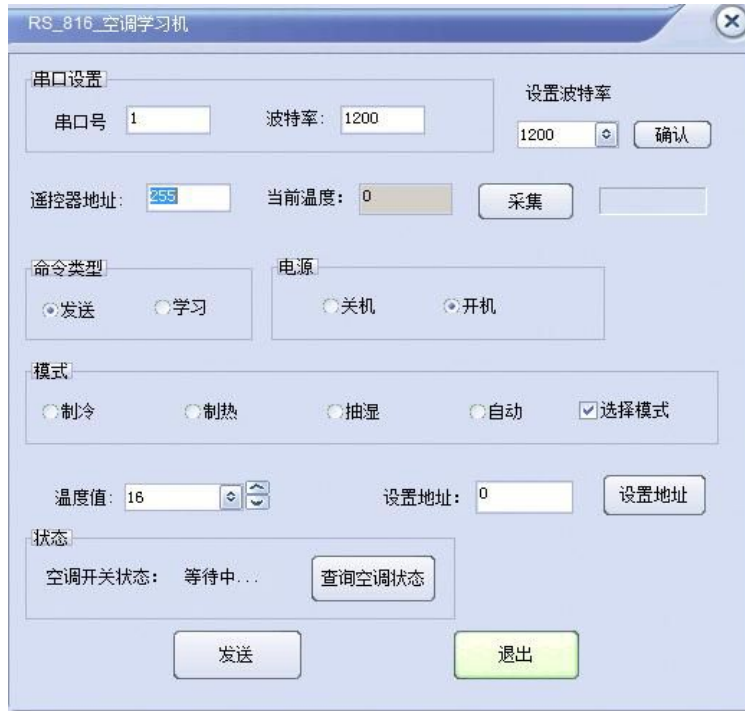 RS_816_空调学习机
串口设置
串口号 1 波特率: 1200
设置波特率
1200 确认
遥控器地址: 255 当前温度: 0 采集
命令类型
发送 学习
电源
关机 开机
模式
制冷 制热 抽湿 自动 选择模式
温度值: 16 设置地址: 0 设置地址
状态
空调开关状态: 等待中... 查询空调状态
发送 退出